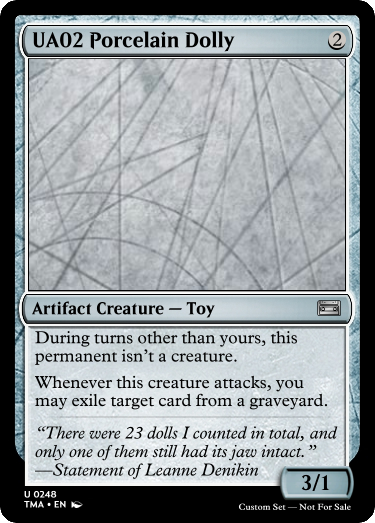 UA02 Porcelain Dolly 2
Artifact Creature — Toy
During turns other than yours, this
permanent isn't a creature.
Whenever this creature attacks, you
may exile target card from a graveyard.
“There were 23 dolls I counted in total, and
only one of them still had its jaw intact.”
—Statement of Leanne Denikin
3/1
U 0248
TMA • EN
Custom Set — Not For Sale